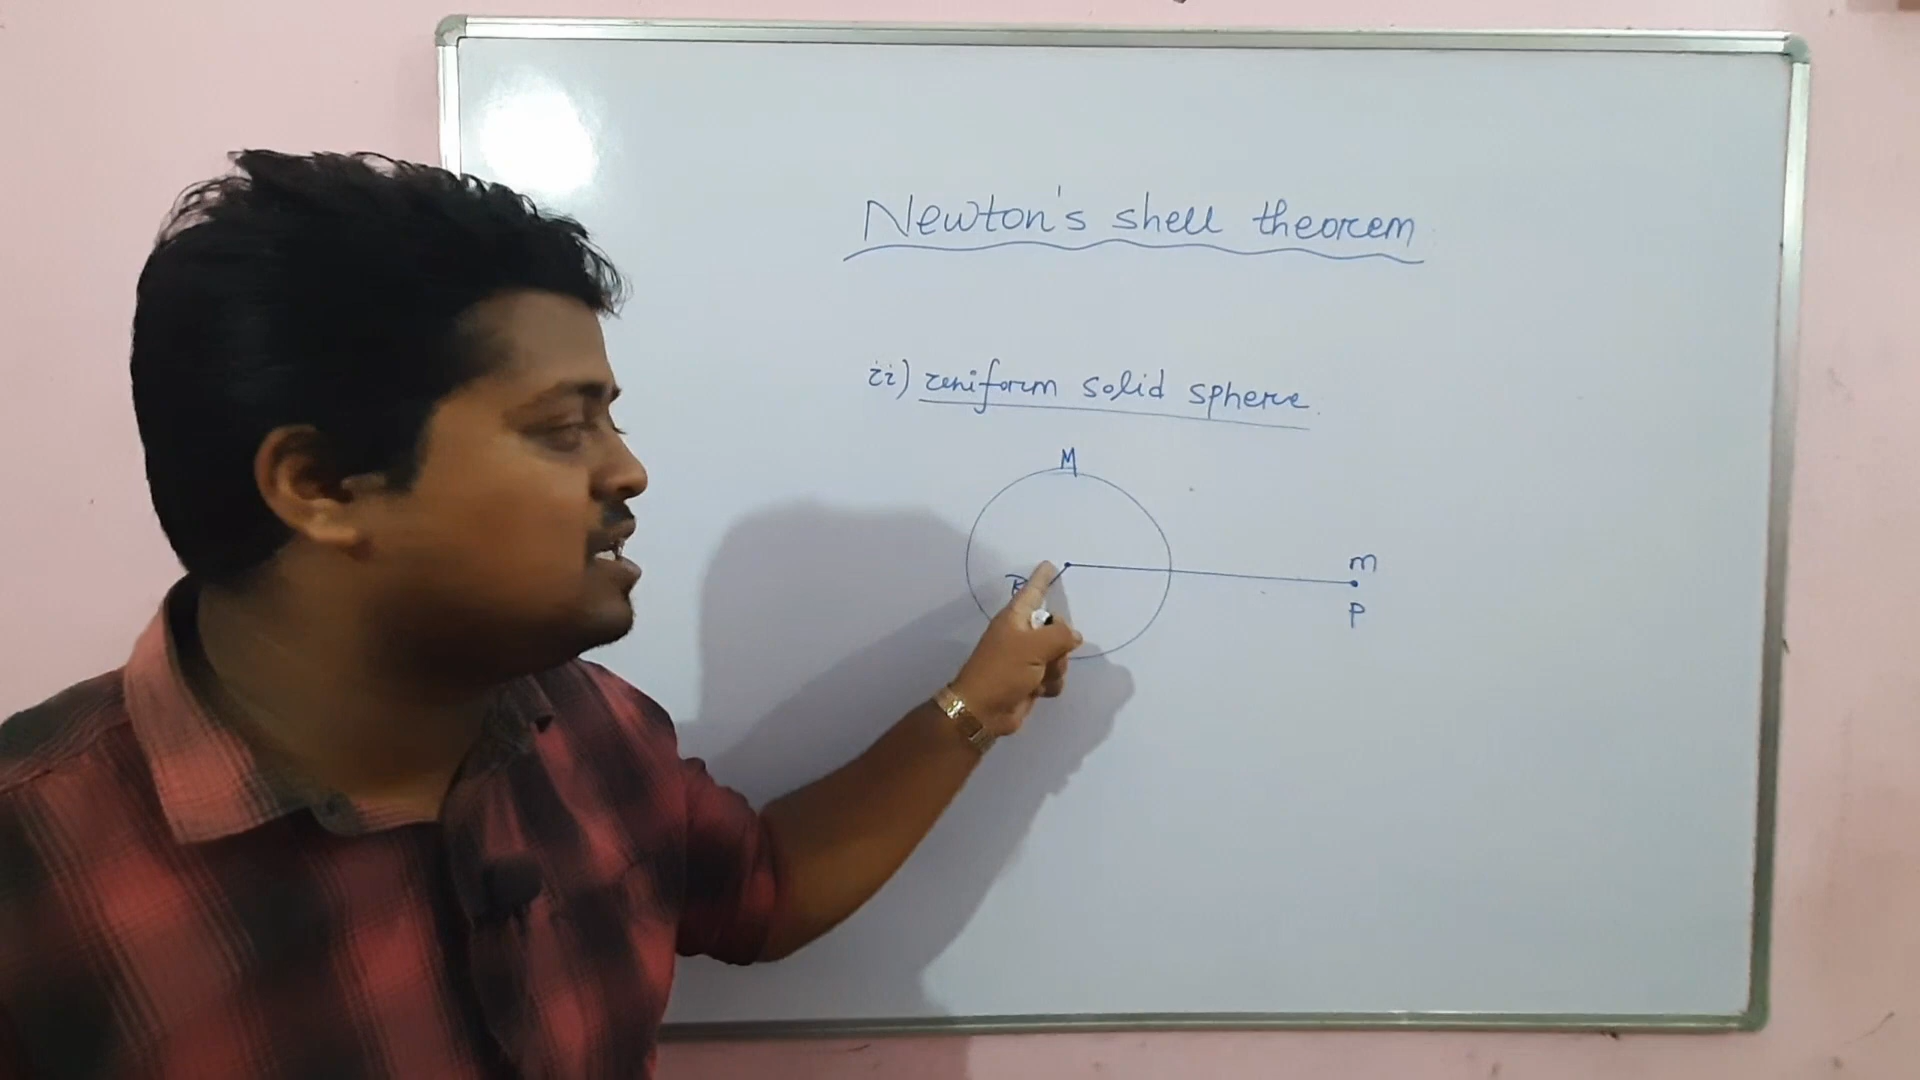 Newton's shell theorem
ii) uniform solid sphere
M
R
m
P